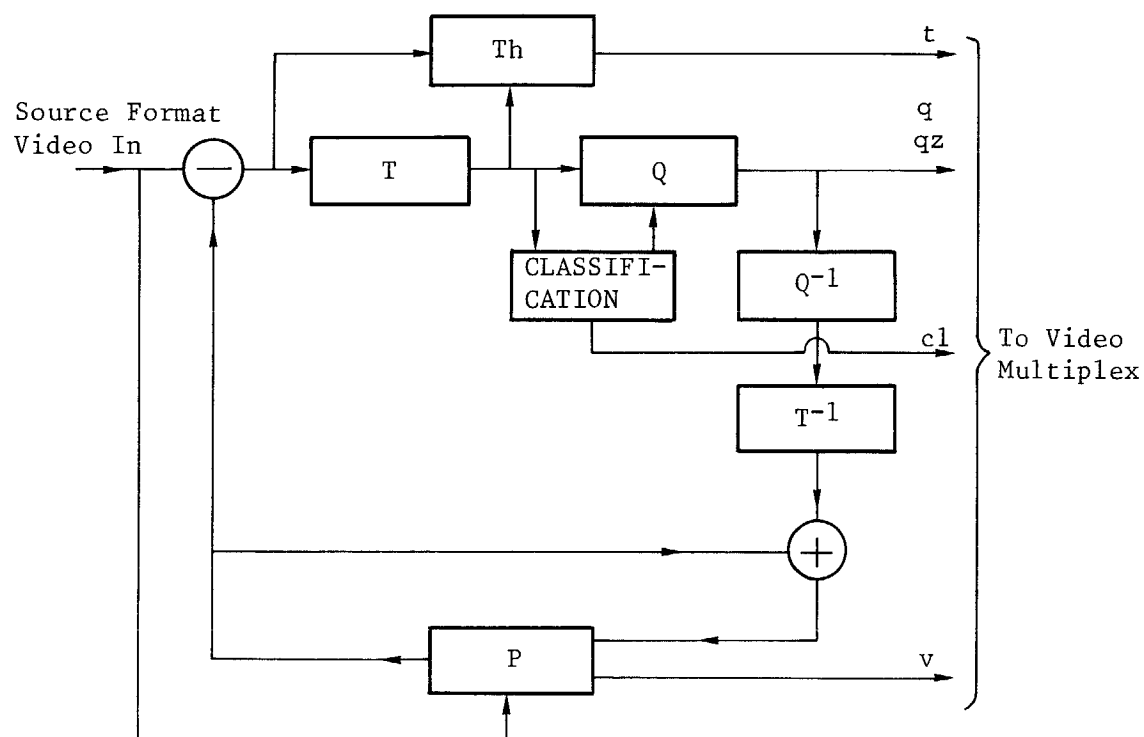 t
Th
Source Format
Video In
q
qz
—
T
Q
CLASSIFI-
CATION
Q-1
cl
To Video
Multiplex
T-1
+
P
v